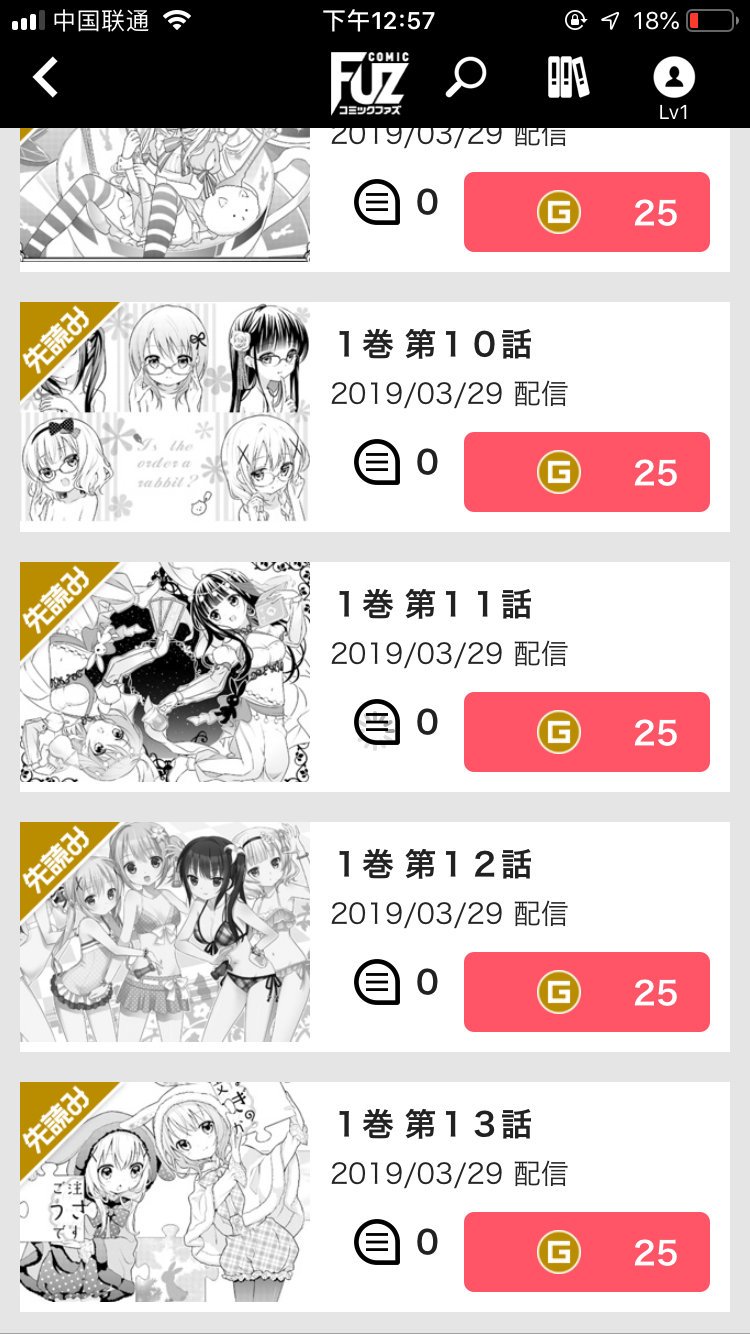 中国联通 下午12:57 18%
COMIC
FUZ
コミックファズ
Lv1
2019/03/29 配信
0 G 25
先読み
1巻 第10話
2019/03/29 配信
Is the
order a
rabbit?
0 G 25
先読み
1巻 第11話
2019/03/29 配信
0 G 25
先読み
1巻 第12話
2019/03/29 配信
0 G 25
先読み
1巻 第13話
2019/03/29 配信
ご注
うさ
です
0 G 25